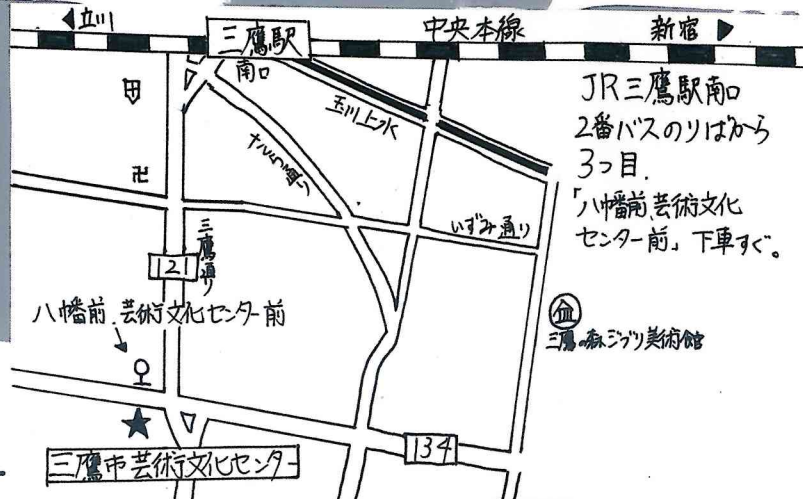 立川
三鷹駅
中央本線
新宿
南口
玉川上水
JR三鷹駅南口
2番バスのりばから
3つ目.
「八幡前、芸術文化
センター前」下車すぐ。
いずみ通り
三鷹通り
121
八幡前、芸術文化センター前
三鷹の森ジブリ美術館
134
三鷹市芸術文化センター